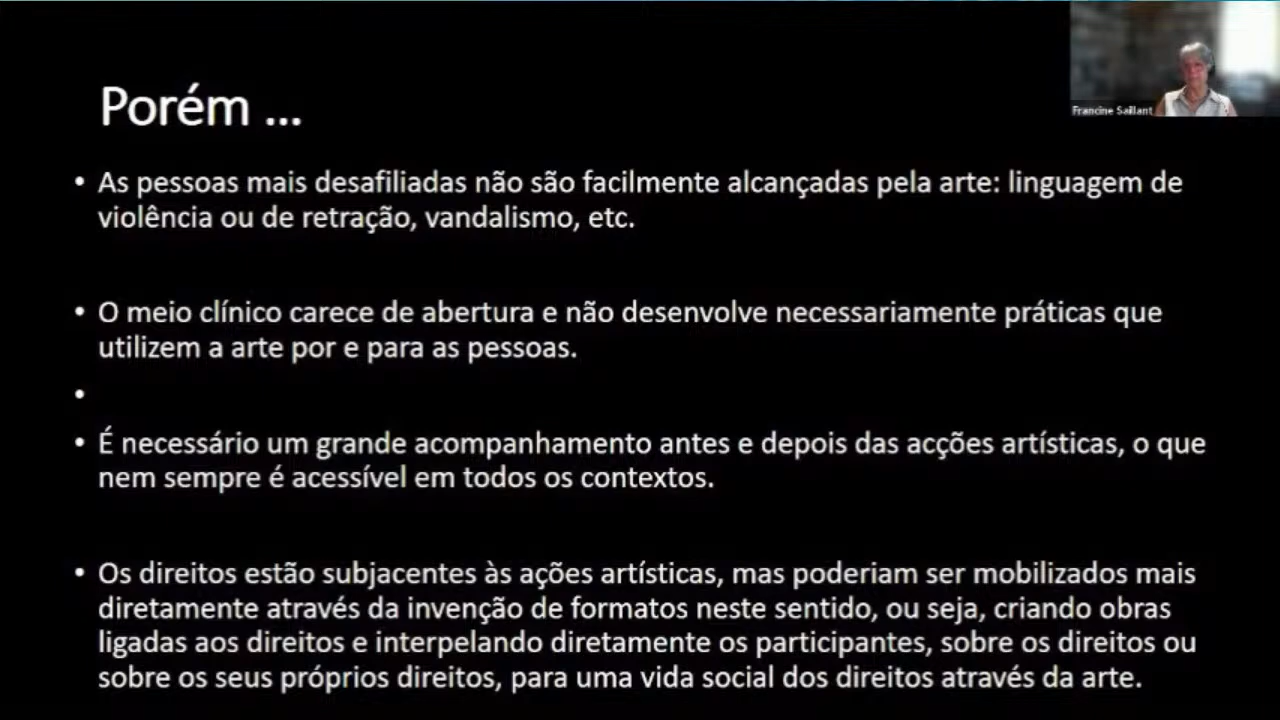 Francine Saillant
Porém ...
• As pessoas mais desafiliadas não são facilmente alcançadas pela arte: linguagem de
violência ou de retração, vandalismo, etc.
• O meio clínico carece de abertura e não desenvolve necessariamente práticas que
utilizem a arte por e para as pessoas.
•
• É necessário um grande acompanhamento antes e depois das acções artísticas, o que
nem sempre é acessível em todos os contextos.
• Os direitos estão subjacentes às ações artísticas, mas poderiam ser mobilizados mais
diretamente através da invenção de formatos neste sentido, ou seja, criando obras
ligadas aos direitos e interpelando diretamente os participantes, sobre os direitos ou
sobre os seus próprios direitos, para uma vida social dos direitos através da arte.